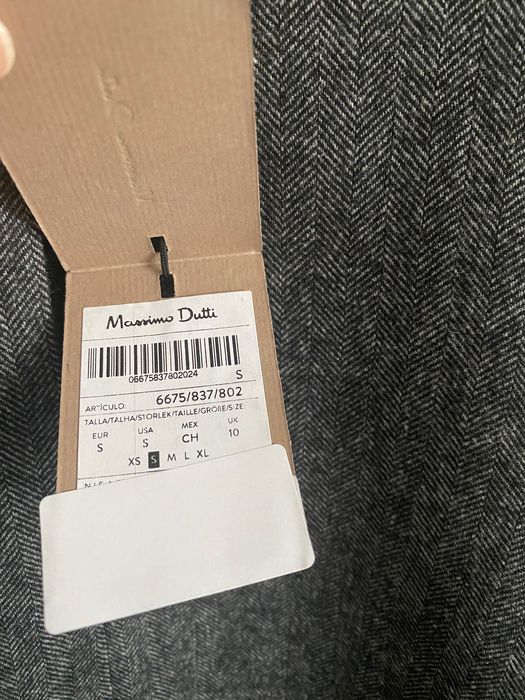 Massimo Dutti
06675837802024 S
ARTÍCULO: 6675/837/802
TALLA/TALHA/STORLEK/TAILLE/GRÖßE/SIZE:
EUR USA MEX UK
S S CH 10
XS S M L XL